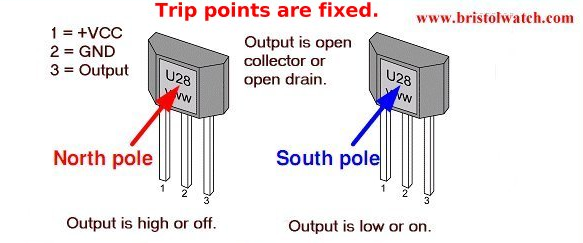 Trip points are fixed.
www.bristolwatch.com
1 = +VCC
2 = GND
3 = Output
Output is open
collector or
open drain.
U28
Yww
North pole
1
2
3
Output is high or off.
U28
Yww
South pole
1
2
3
Output is low or on.